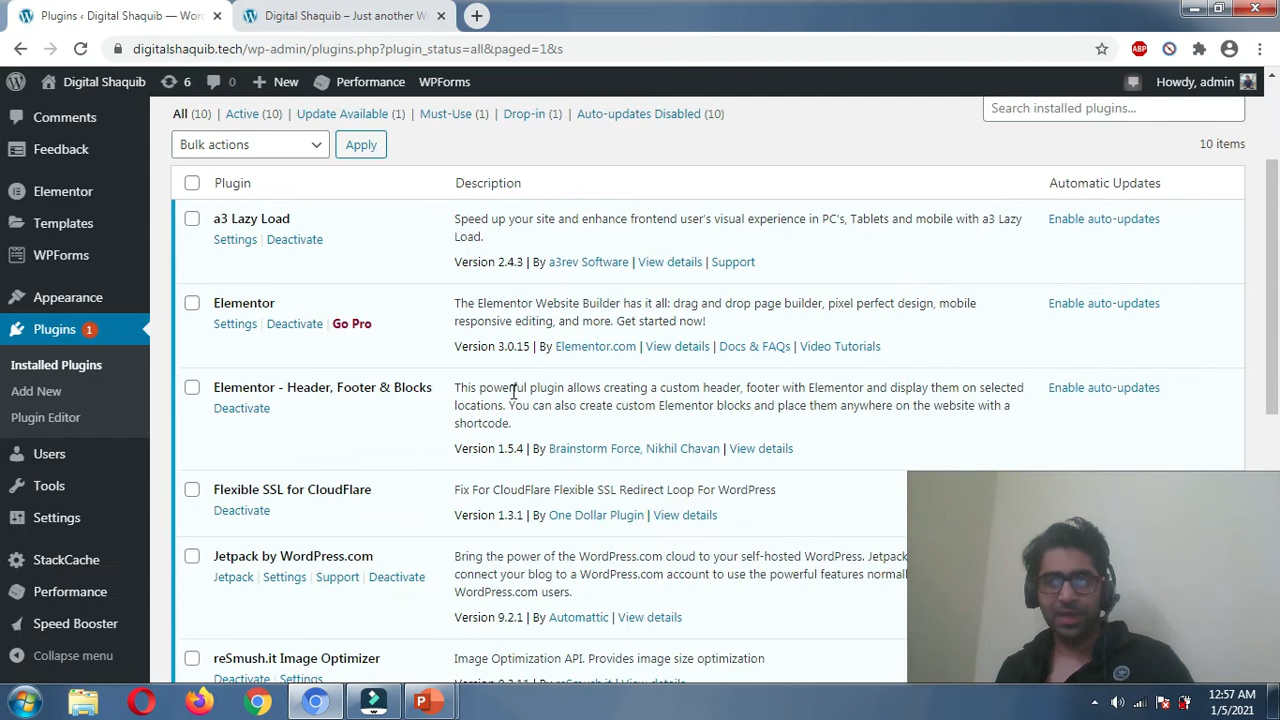 Plugins ‹ Digital Shaquib — Wor
Digital Shaquib – Just another W
digitalshaquib.tech/wp-admin/plugins.php?plugin_status=all&paged=1&s
ABP
Digital Shaquib 6 0 New Performance WPForms Howdy, admin
Comments
Feedback
Elementor
Templates
WPForms
Appearance
Plugins 1
Installed Plugins
Add New
Plugin Editor
Users
Tools
Settings
StackCache
Performance
Speed Booster
Collapse menu
All (10) | Active (10) | Update Available (1) | Must-Use (1) | Drop-in (1) | Auto-updates Disabled (10)
Search installed plugins...
Bulk actions Apply 10 items
Plugin Description Automatic Updates
a3 Lazy Load
Settings | Deactivate
Speed up your site and enhance frontend user's visual experience in PC's, Tablets and mobile with a3 Lazy
Load.
Version 2.4.3 | By a3rev Software | View details | Support
Enable auto-updates
Elementor
Settings | Deactivate | Go Pro
The Elementor Website Builder has it all: drag and drop page builder, pixel perfect design, mobile
responsive editing, and more. Get started now!
Version 3.0.15 | By Elementor.com | View details | Docs & FAQs | Video Tutorials
Enable auto-updates
Elementor - Header, Footer & Blocks
Deactivate
This powerful plugin allows creating a custom header, footer with Elementor and display them on selected
locations. You can also create custom Elementor blocks and place them anywhere on the website with a
shortcode.
Version 1.5.4 | By Brainstorm Force, Nikhil Chavan | View details
Enable auto-updates
Flexible SSL for CloudFlare
Deactivate
Fix For CloudFlare Flexible SSL Redirect Loop For WordPress
Version 1.3.1 | By One Dollar Plugin | View details
Jetpack by WordPress.com
Jetpack | Settings | Support | Deactivate
Bring the power of the WordPress.com cloud to your self-hosted WordPress. Jetpack
connect your blog to a WordPress.com account to use the powerful features normall
WordPress.com users.
Version 9.2.1 | By Automattic | View details
reSmush.it Image Optimizer
Deactivate | Settings
Image Optimization API. Provides image size optimization
12:57 AM
1/5/2021